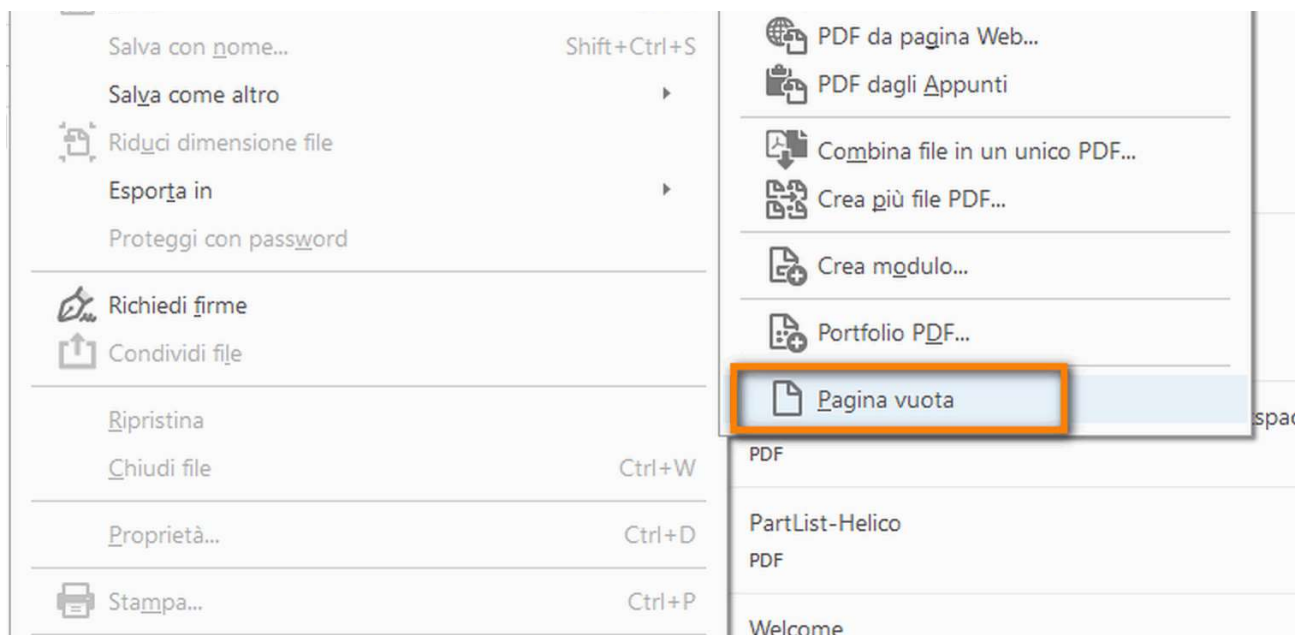 Salva con nome... Shift+Ctrl+S
Salva come altro
Riduci dimensione file
Esporta in
Proteggi con password
Richiedi firme
Condividi file
Ripristina
Chiudi file Ctrl+W
Proprietà... Ctrl+D
Stampa... Ctrl+P
PDF da pagina Web...
PDF dagli Appunti
Combina file in un unico PDF...
Crea più file PDF...
Crea modulo...
Portfolio PDF...
Pagina vuota
PDF
PartList-Helico
PDF
Welcome